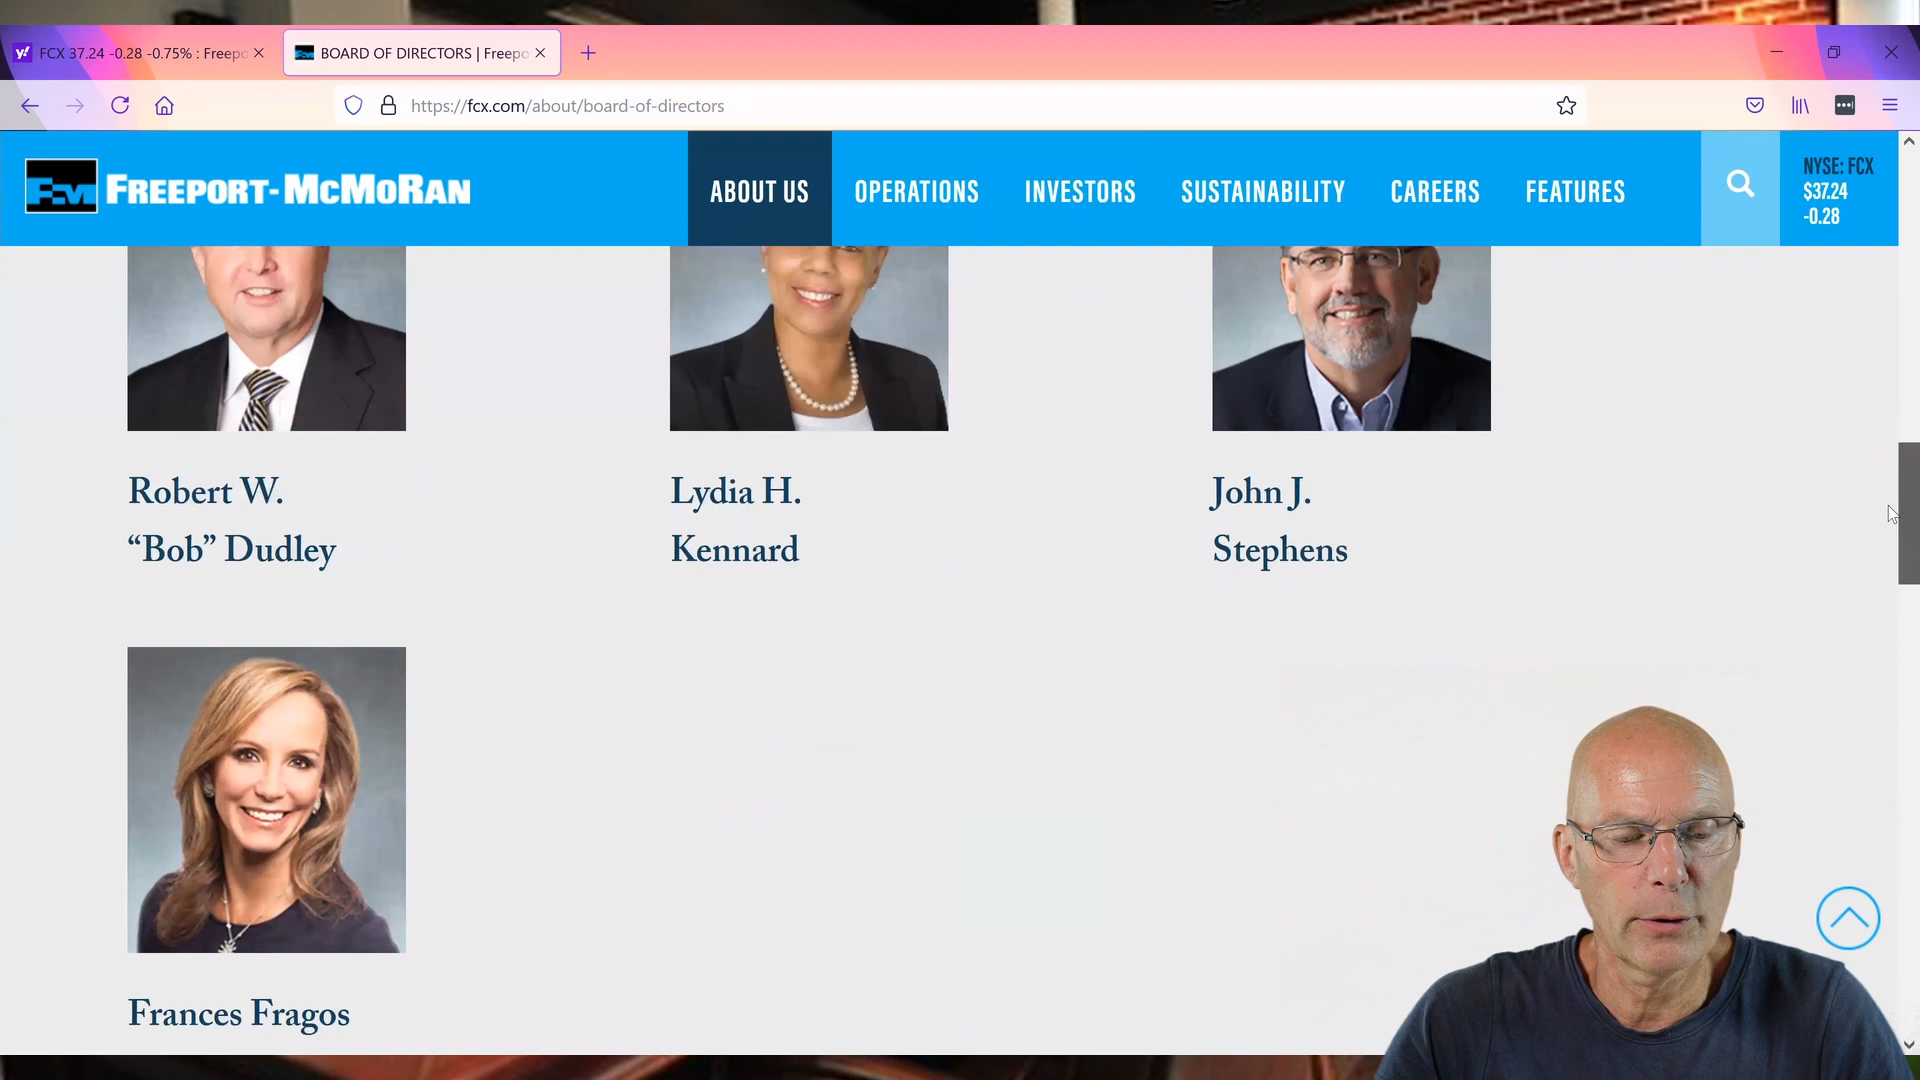 FCX 37.24 -0.28 -0.75% : Freepo
BOARD OF DIRECTORS | Freepo
https://fcx.com/about/board-of-directors
FREEPORT-MCMORAN
ABOUT US
OPERATIONS
INVESTORS
SUSTAINABILITY
CAREERS
FEATURES
NYSE: FCX
$37.24
-0.28
Robert W.
“Bob” Dudley
Lydia H.
Kennard
John J.
Stephens
Frances Fragos